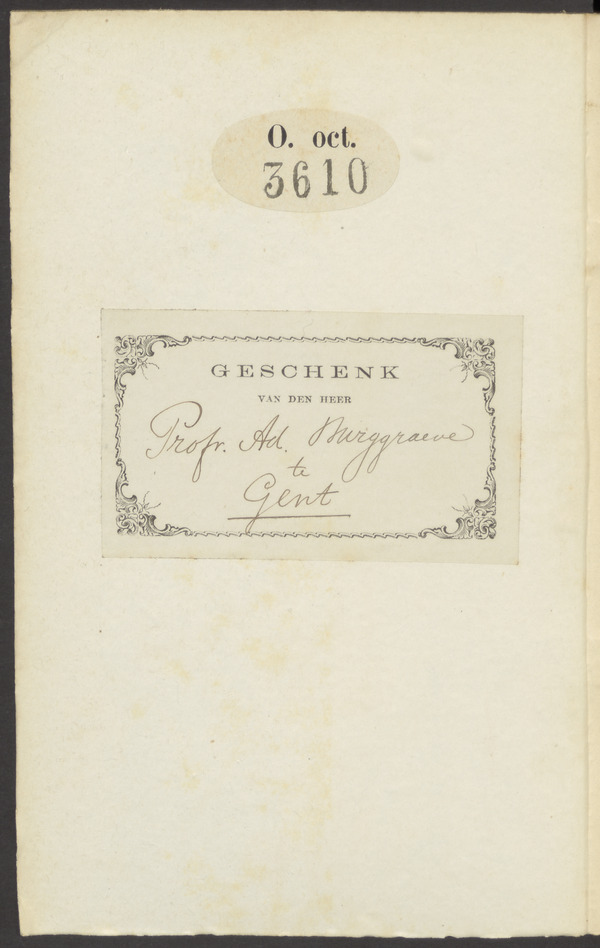 O. oct.
3610
GESCHENK
VAN DEN HEER
Profr. Ad. Burggraeve
te
Gent